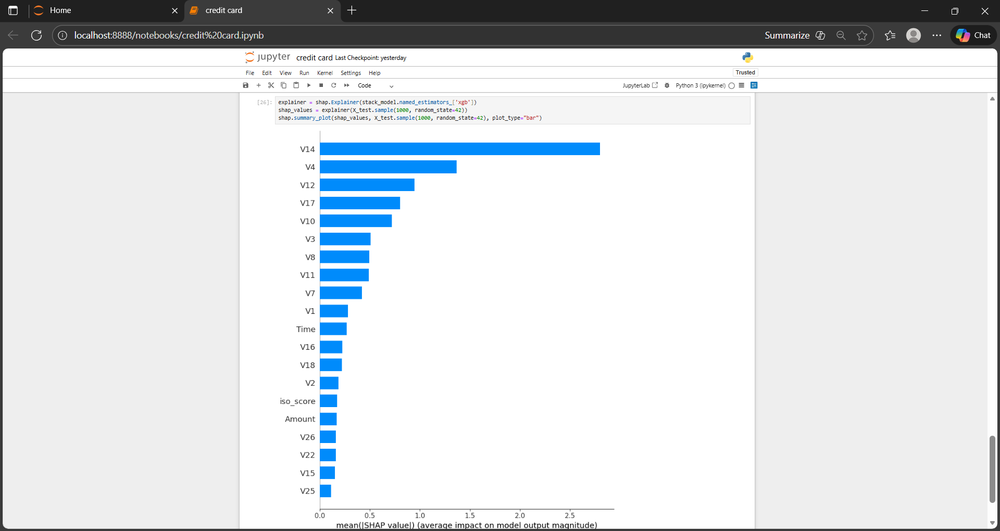 Home
credit card
localhost:8888/notebooks/credit%20card.ipynb
Summarize
Chat
jupyter credit card Last Checkpoint: yesterday
File Edit View Run Kernel Settings Help
Trusted
Code
JupyterLab
Python 3 (ipykernel)
[26]:
explainer = shap.Explainer(stack_model.named_estimators_['xgb'])
shap_values = explainer(X_test.sample(1000, random_state=42))
shap.summary_plot(shap_values, X_test.sample(1000, random_state=42), plot_type="bar")
V14
V4
V12
V17
V10
V3
V8
V11
V7
V1
Time
V16
V18
V2
iso_score
Amount
V26
V22
V15
V25
0.0 0.5 1.0 1.5 2.0 2.5
mean(|SHAP value|) (average impact on model output magnitude)